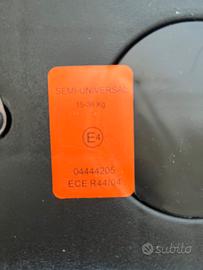 SEMI-UNIVERSAL
15-36 Kg
E4
04444205
ECE R44/04
subito